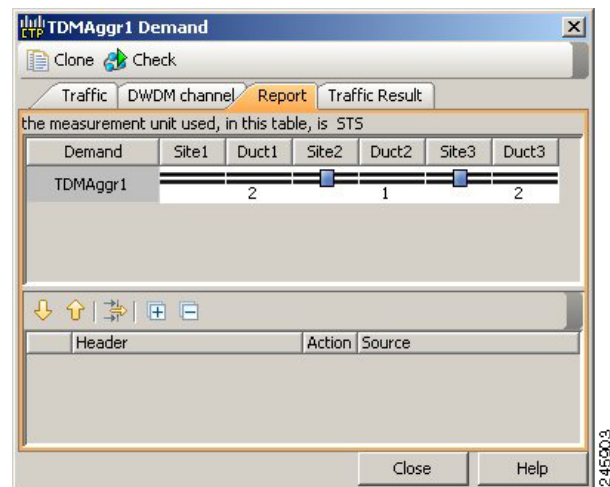 CTP TDMAggr1 Demand
Clone Check
Traffic DWDM channel Report Traffic Result
the measurement unit used, in this table, is STS
Demand Site1 Duct1 Site2 Duct2 Site3 Duct3
TDMAggr1 2 1 2
Header Action Source
Close Help
245903